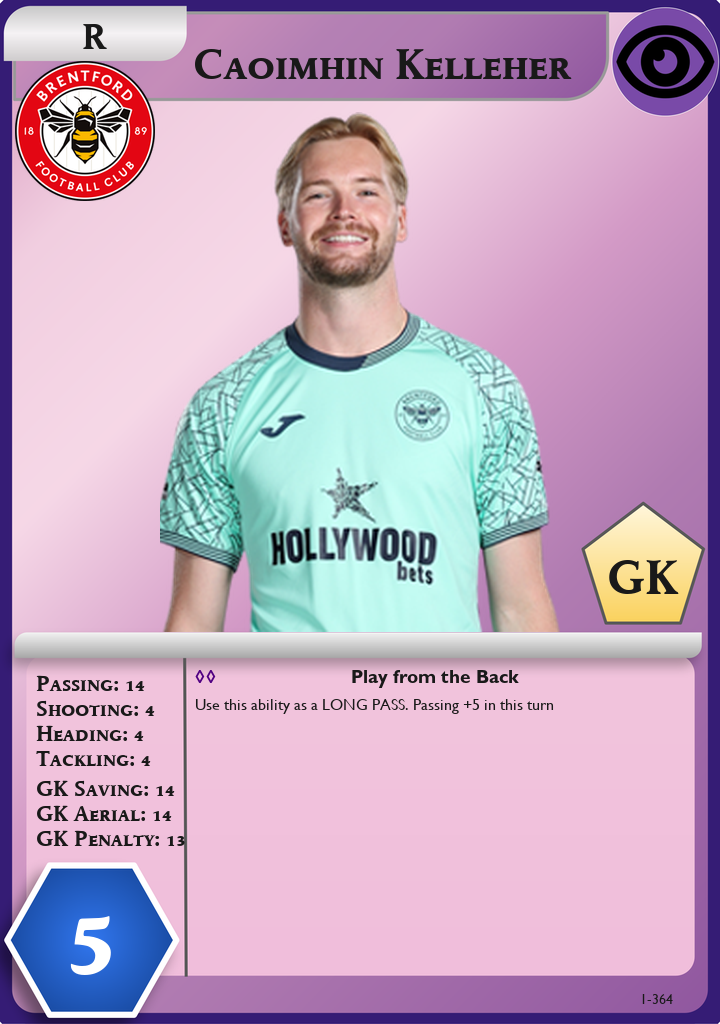 R
Caoimhin Kelleher
BRENTFORD
18 89
FOOTBALL CLUB
BRENTFORD
HOLLYWOOD
bets
GK
Passing: 14
Shooting: 4
Heading: 4
Tackling: 4
GK Saving: 14
GK Aerial: 14
GK Penalty: 13
5
◊◊ Play from the Back
Use this ability as a LONG PASS. Passing +5 in this turn
1-364